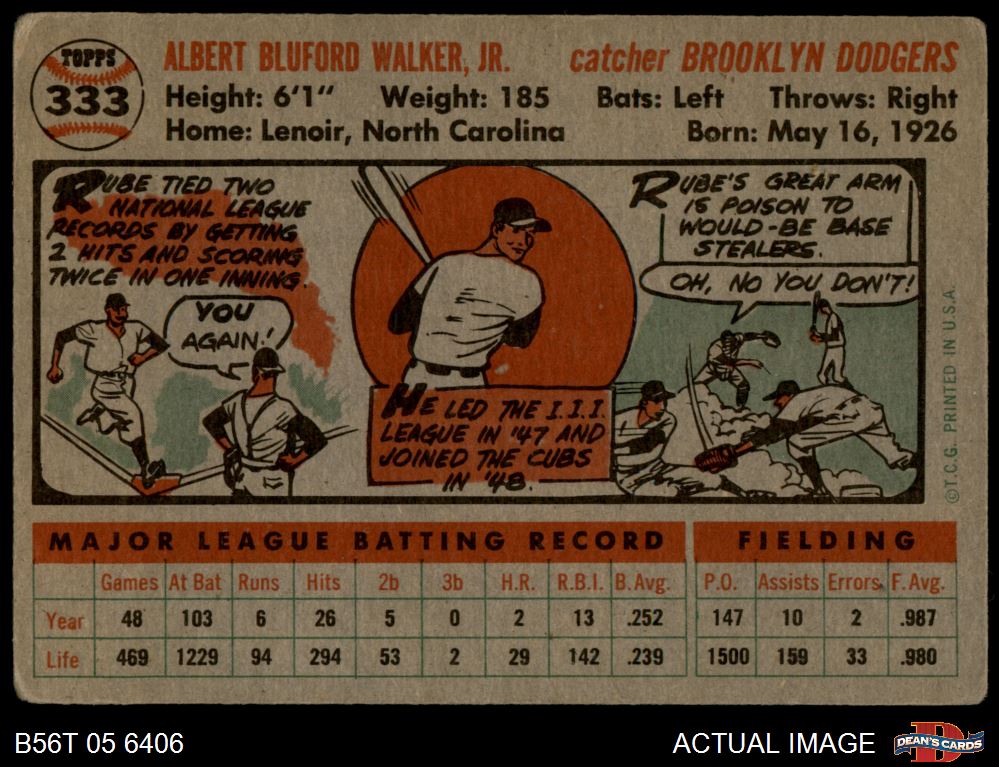 TOPPS
333
ALBERT BLUFORD WALKER, JR. catcher BROOKLYN DODGERS
Height: 6'1" Weight: 185 Bats: Left Throws: Right
Home: Lenoir, North Carolina Born: May 16, 1926
RUBE TIED TWO
NATIONAL LEAGUE
RECORDS BY GETTING
2 HITS AND SCORING
TWICE IN ONE INNING.
YOU
AGAIN!
HE LED THE I.I.I.
LEAGUE IN '47 AND
JOINED THE CUBS
IN '48.
RUBE'S GREAT ARM
IS POISON TO
WOULD-BE BASE
STEALERS.
OH, NO YOU DON'T!
©T.C.G. PRINTED IN U.S.A.
MAJOR LEAGUE BATTING RECORD FIELDING
Games At Bat Runs Hits 2b 3b H.R. R.B.I. B.Avg. P.O. Assists Errors F.Avg.
Year 48 103 6 26 5 0 2 13 .252 147 10 2 .987
Life 469 1229 94 294 53 2 29 142 .239 1500 159 33 .980
B56T 05 6406 ACTUAL IMAGE D DEAN'S CARDS